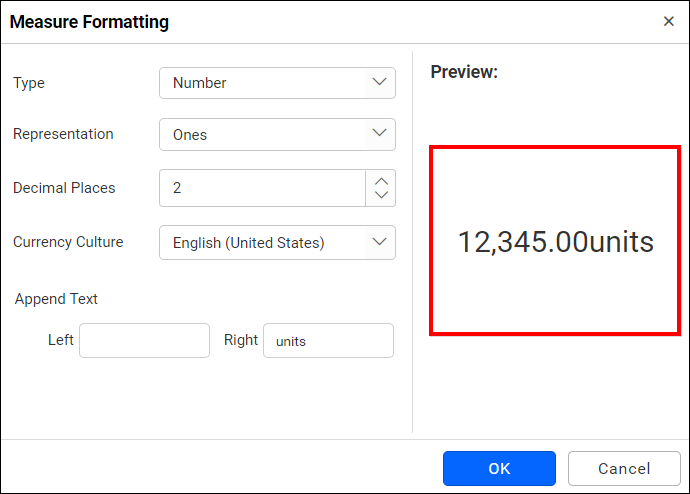 Measure Formatting
Type
Number
Representation
Ones
Decimal Places
2
Currency Culture
English (United States)
Append Text
Left
Right
units
Preview:
12,345.00units
OK
Cancel